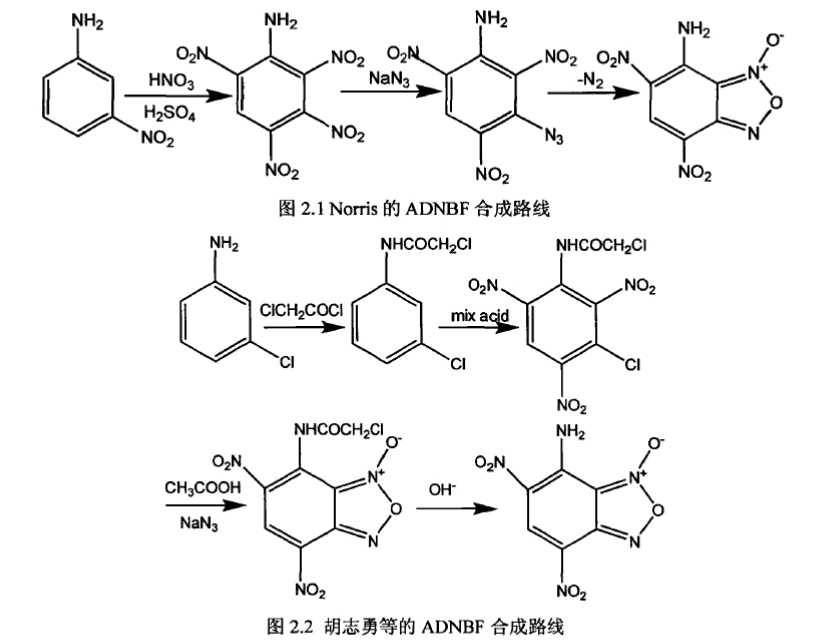 NH₂ NH₂ NH₂ NH₂
O⁻
O₂N NO₂ O₂N NO₂ O₂N N⁺
HNO₃ NaN₃ -N₂ O
H₂SO₄
NO₂ NO₂ N₃ N
NO₂ NO₂ NO₂
图 2.1 Norris 的 ADNBF 合成路线
NH₂ NHCOCH₂Cl NHCOCH₂Cl
O₂N NO₂
ClCH₂COCl mix acid
Cl Cl Cl
NO₂
NHCOCH₂Cl NH₂
O⁻ O⁻
O₂N N⁺ O₂N N⁺
CH₃COOH OH⁻
NaN₃ O O
N N
NO₂ NO₂
图 2.2 胡志勇等的 ADNBF 合成路线